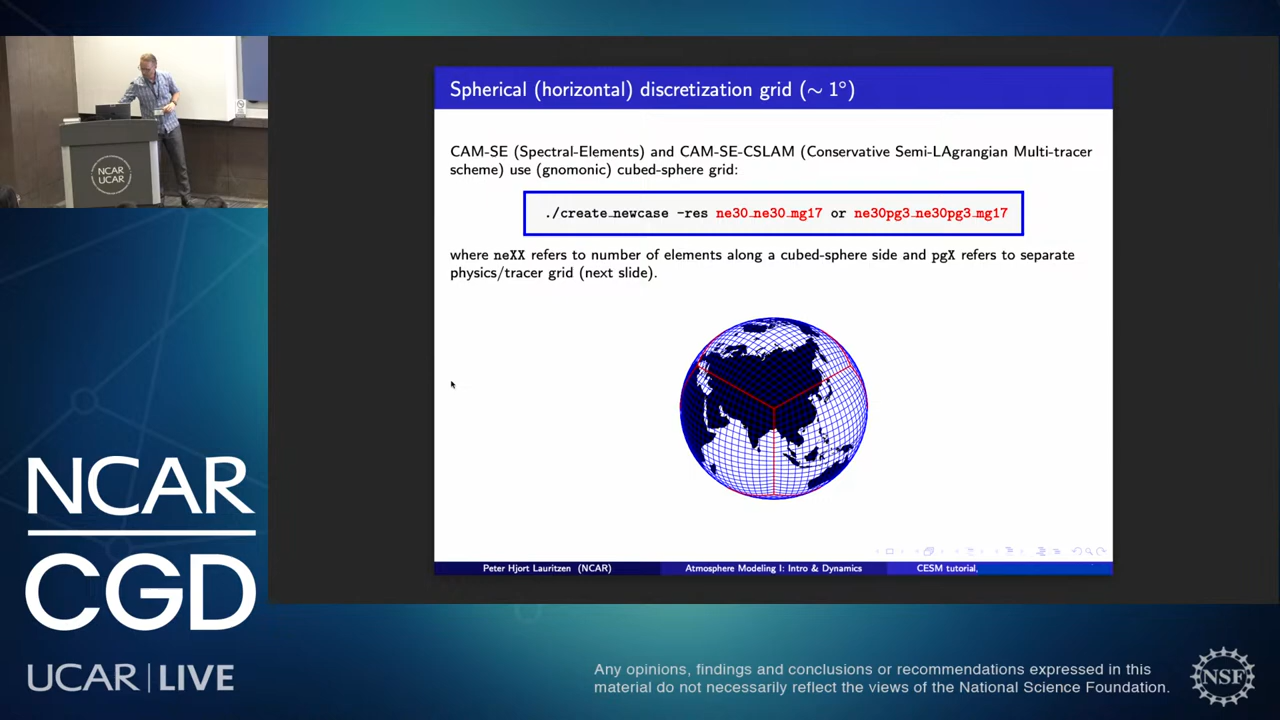 NCAR
UCAR
Spherical (horizontal) discretization grid (∼ 1°)
CAM-SE (Spectral-Elements) and CAM-SE-CSLAM (Conservative Semi-LAgrangian Multi-tracer
scheme) use (gnomonic) cubed-sphere grid:
./create_newcase -res ne30_ne30_mg17 or ne30pg3_ne30pg3_mg17
where neXX refers to number of elements along a cubed-sphere side and pgX refers to separate
physics/tracer grid (next slide).
Peter Hjort Lauritzen (NCAR) Atmosphere Modeling I: Intro & Dynamics CESM tutorial,
NCAR
CGD
UCAR | LIVE
Any opinions, findings and conclusions or recommendations expressed in this
material do not necessarily reflect the views of the National Science Foundation.
NSF